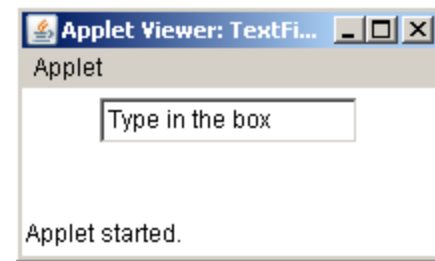 Applet Viewer: TextFi...
Applet
Type in the box
Applet started.